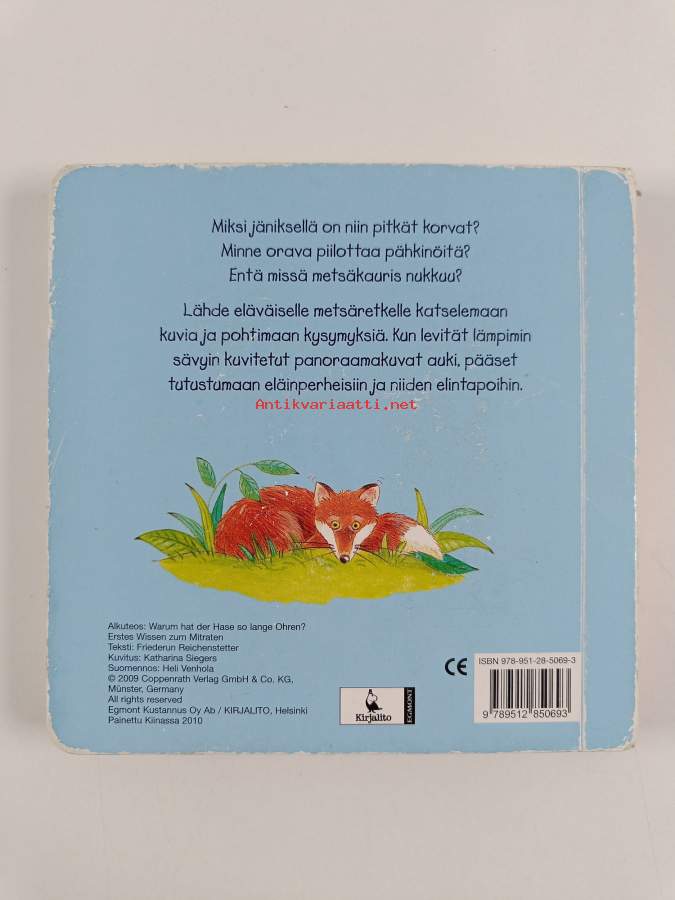 Miksi jäniksellä on niin pitkät korvat?
Minne orava piilottaa pähkinöitä?
Entä missä metsäkauris nukkuu?
Lähde eläväiselle metsäretkelle katselemaan
kuvia ja pohtimaan kysymyksiä. Kun levität lämpimin
sävyin kuvitetut panoraamakuvat auki, pääset
tutustumaan eläinperheisiin ja niiden elintapoihin.
Antikvariaatti.net
Alkuteos: Warum hat der Hase so lange Ohren?
Erstes Wissen zum Mitraten
Teksti: Friederun Reichenstetter
Kuvitus: Katharina Siegers
Suomennos: Heli Venhola
© 2009 Coppenrath Verlag GmbH & Co. KG,
Münster, Germany
All rights reserved
Egmont Kustannus Oy Ab / KIRJALITO, Helsinki
Painettu Kiinassa 2010
Kirjalito
EGMONT
CE
ISBN 978-951-28-5069-3
9 789512 850693